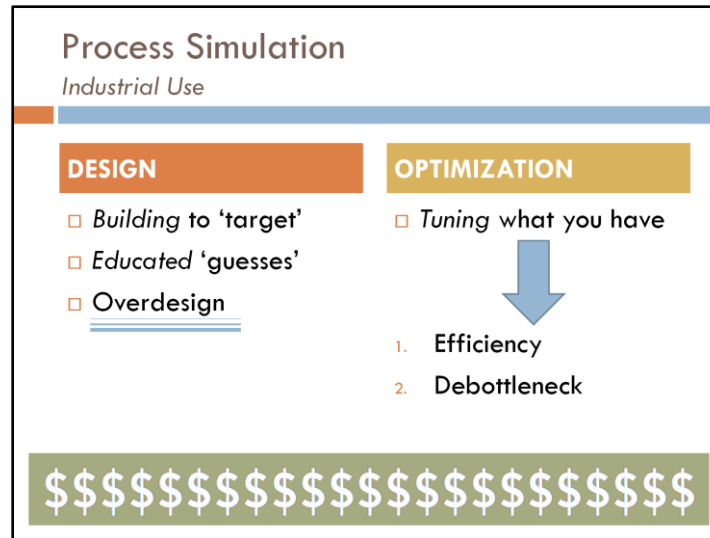 Process Simulation
Industrial Use
DESIGN
Building to ‘target’
Educated ‘guesses’
Overdesign
OPTIMIZATION
Tuning what you have
1. Efficiency
2. Debottleneck
$$$$$$$$$$$$$$$$$$$$$$$